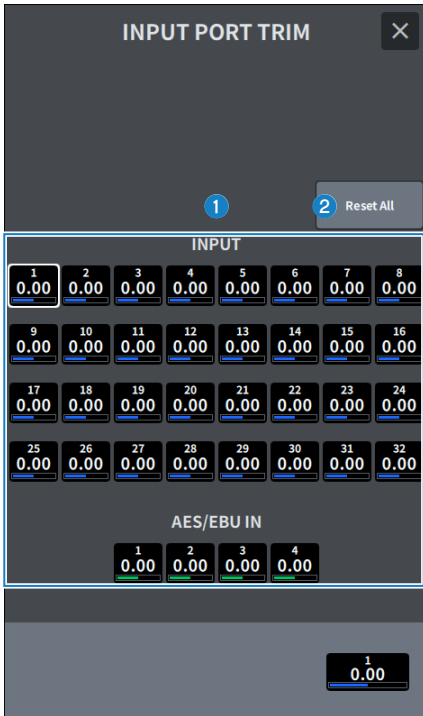 INPUT PORT TRIM
1
2 Reset All
INPUT
1 2 3 4 5 6 7 8
0.00 0.00 0.00 0.00 0.00 0.00 0.00 0.00
9 10 11 12 13 14 15 16
0.00 0.00 0.00 0.00 0.00 0.00 0.00 0.00
17 18 19 20 21 22 23 24
0.00 0.00 0.00 0.00 0.00 0.00 0.00 0.00
25 26 27 28 29 30 31 32
0.00 0.00 0.00 0.00 0.00 0.00 0.00 0.00
AES/EBU IN
1 2 3 4
0.00 0.00 0.00 0.00
1
0.00